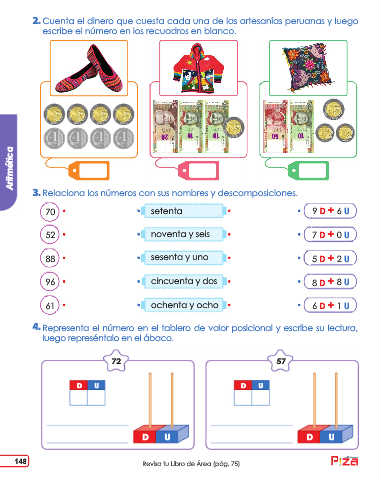 2. Cuenta el dinero que cuesta cada una de las artesanías peruanas y luego
escribe el número en los recuadros en blanco.
Aritmética
3. Relaciona los números con sus nombres y descomposiciones.
70 • • setenta • • 9 D + 6 U
52 • • noventa y seis • • 7 D + 0 U
88 • • sesenta y uno • • 5 D + 2 U
96 • • cincuenta y dos • • 8 D + 8 U
61 • • ochenta y ocho • • 6 D + 1 U
4. Representa el número en el tablero de valor posicional y escribe su lectura,
luego represéntalo en el ábaco.
72 57
D U D U
D U D U
148 Revisa tu Libro de Área (pág. 75)